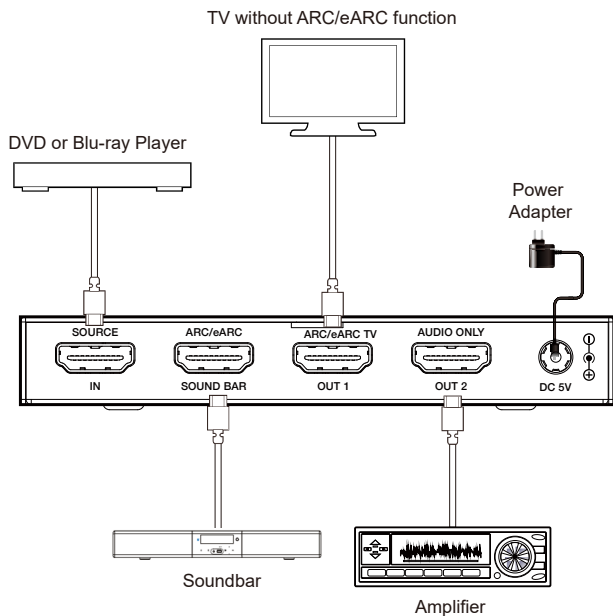 TV without ARC/eARC function
DVD or Blu-ray Player
Power
Adapter
SOURCE
ARC/eARC
ARC/eARC TV
AUDIO ONLY
IN
SOUND BAR
OUT 1
OUT 2
DC 5V
Soundbar
Amplifier